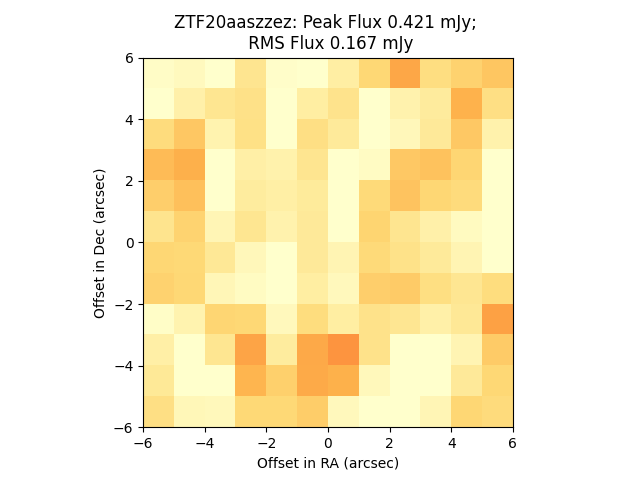 ZTF20aaszzez: Peak Flux 0.421 mJy;
RMS Flux 0.167 mJy
6
4
2
0
−2
−4
−6
Offset in Dec (arcsec)
−6 −4 −2 0 2 4 6
Offset in RA (arcsec)